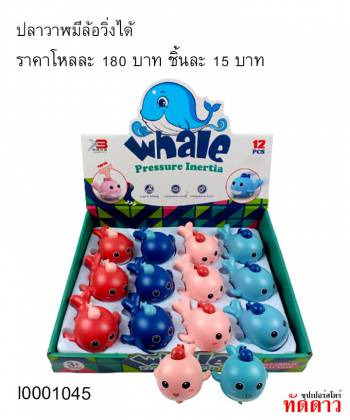 ปลาวาฬมีล้อวิ่งได้
ราคาโหลละ 180 บาท ชิ้นละ 15 บาท
whale
Pressure Inertia
12
PCS
I0001045
ซุปเปอร์สโตร์
ทัดดาว